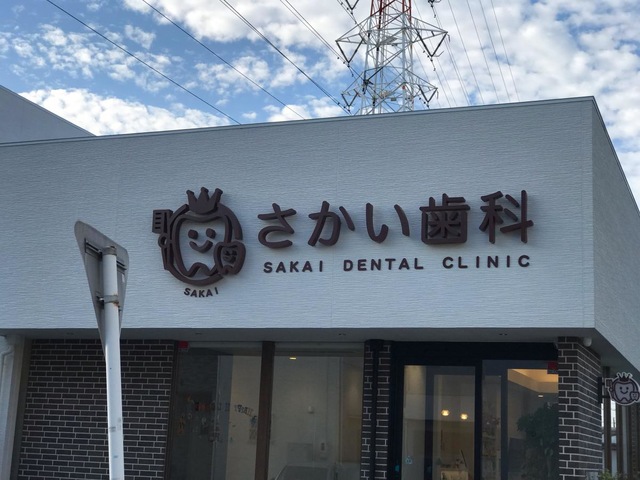 さかい歯科
SAKAI DENTAL CLINIC
SAKAI